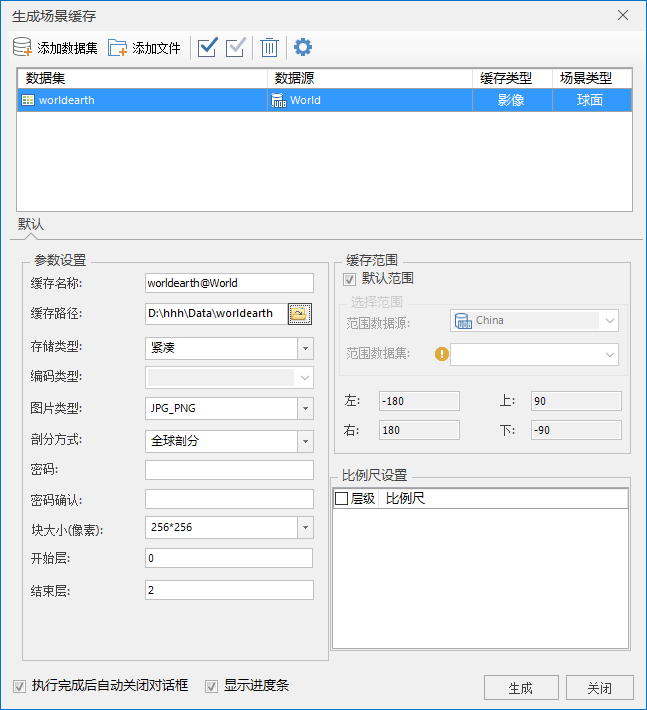 生成场景缓存
添加数据集 添加文件
数据集 数据源 缓存类型 场景类型
worldearth World 影像 球面
默认
参数设置
缓存名称: worldearth@World
缓存路径: D:\hhh\Data\worldearth
存储类型: 紧凑
编码类型:
图片类型: JPG_PNG
剖分方式: 全球剖分
密码:
密码确认:
块大小(像素): 256*256
开始层: 0
结束层: 2
缓存范围
默认范围
选择范围
范围数据源: China
范围数据集:
左: -180 上: 90
右: 180 下: -90
比例尺设置
层级 比例尺
执行完成后自动关闭对话框 显示进度条 生成 关闭